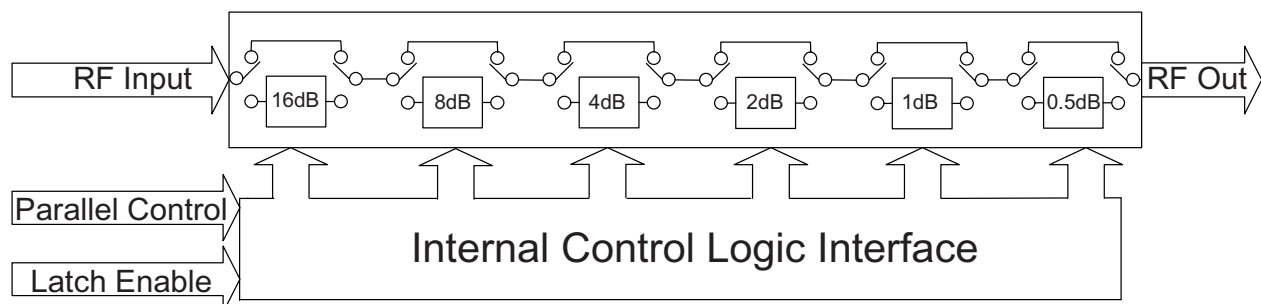 RF Input
16dB
8dB
4dB
2dB
1dB
0.5dB
RF Out
Parallel Control
Internal Control Logic Interface
Latch Enable